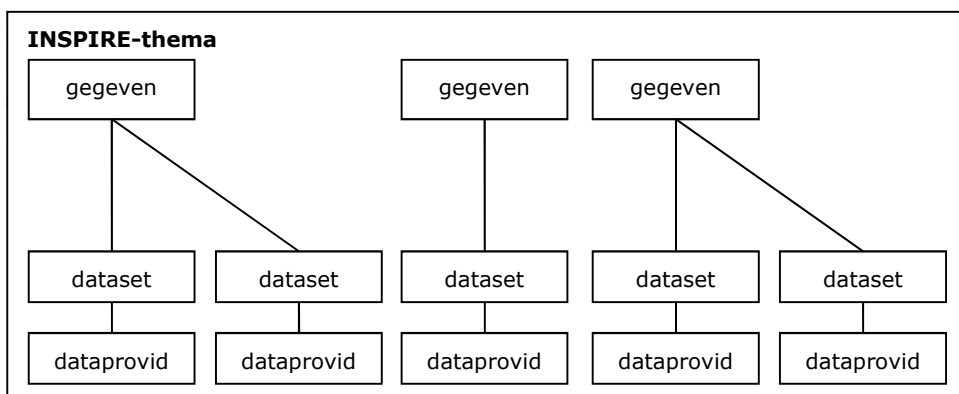 INSPIRE-thema
gegeven gegeven gegeven
dataset dataset dataset dataset dataset
dataprovid dataprovid dataprovid dataprovid dataprovid